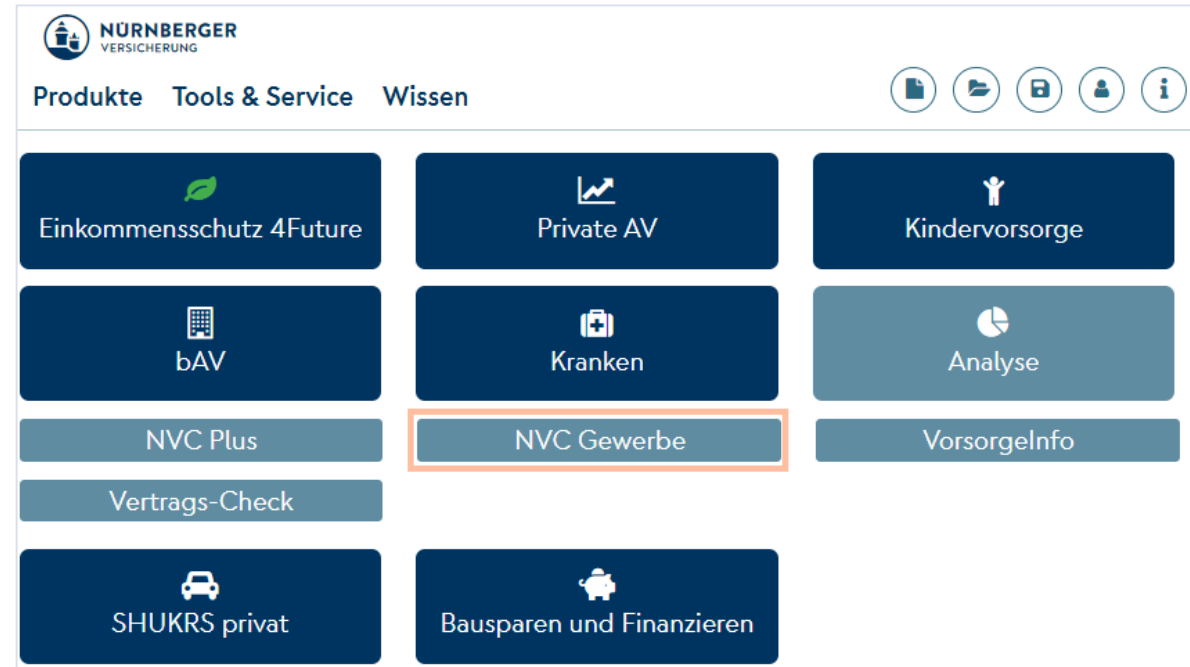 NÜRNBERGER
VERSICHERUNG
Produkte Tools & Service Wissen
Einkommensschutz 4Future
Private AV
Kindervorsorge
bAV
Kranken
Analyse
NVC Plus
NVC Gewerbe
VorsorgeInfo
Vertrags-Check
SHUKRS privat
Bausparen und Finanzieren